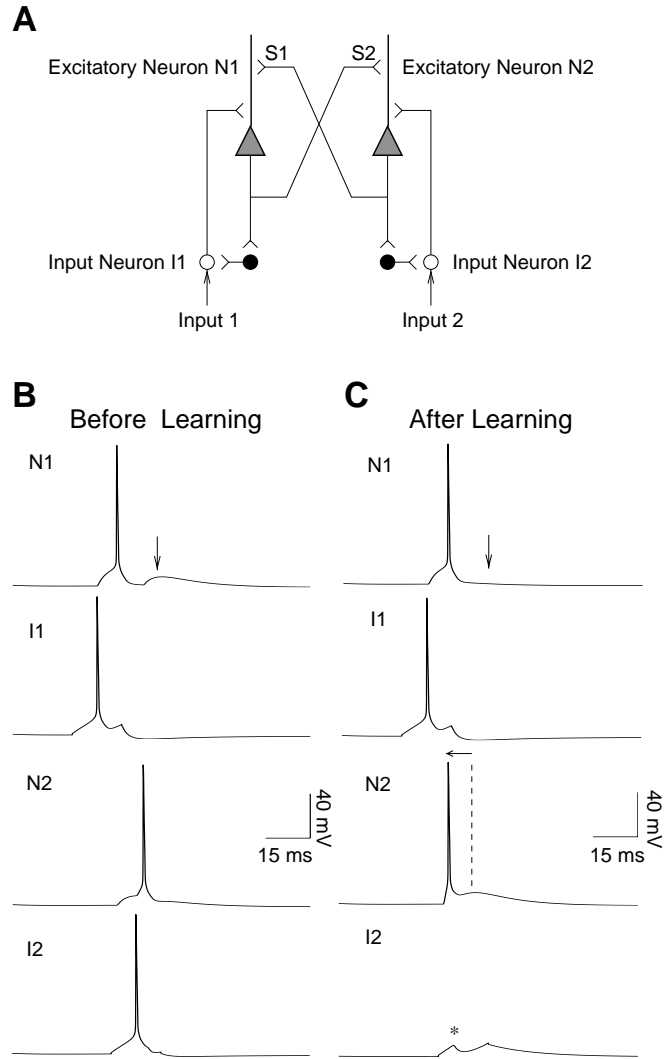 A
Excitatory Neuron N1
S1
S2
Excitatory Neuron N2
Input Neuron I1
Input Neuron I2
Input 1
Input 2
B
Before Learning
N1
I1
N2
40 mV
15 ms
I2
C
After Learning
N1
I1
N2
40 mV
15 ms
I2
*